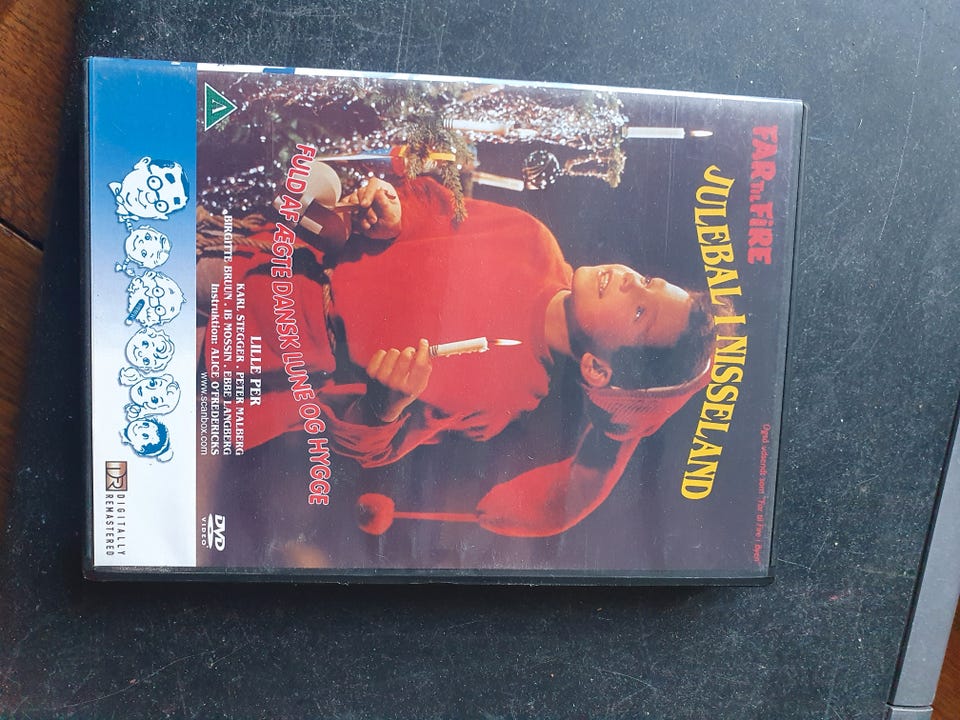 FAR TIL FIRE
JULEBAL I NISSELAND
Også udsendt som "Far til Fire i Byen"
FULD AF ÆGTE DANSK LUNE OG HYGGE
LILLE PER
KARL STEGGER . PETER MALBERG
BIRGITTE BRUUN . IB MOSSIN . EBBE LANGBERG
Instruktion: ALICE O'FREDERICKS
www.scanbox.com
A
DVD
VIDEO
DR
DIGITALLY
REMASTERED